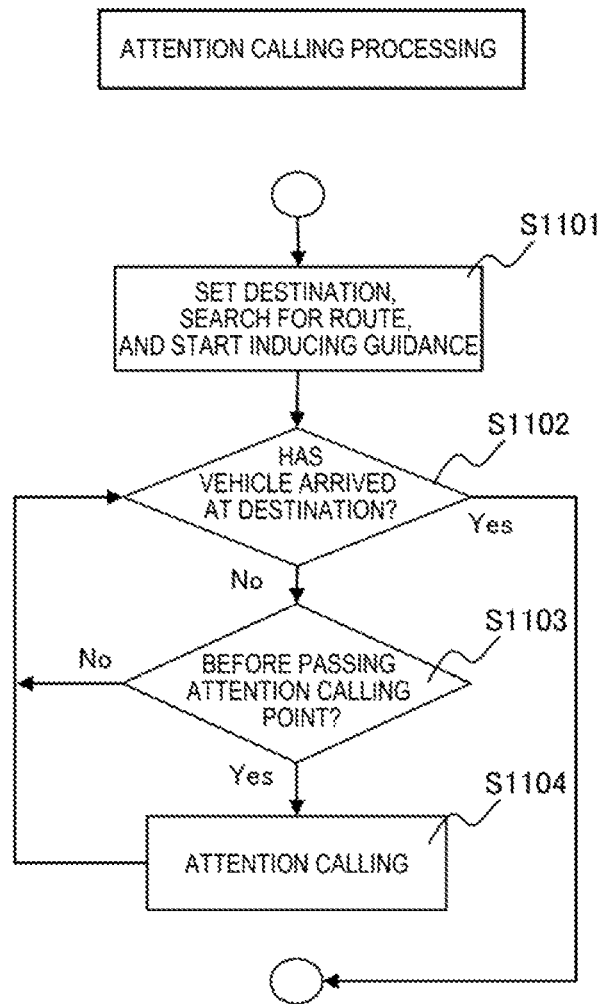 ATTENTION CALLING PROCESSING
S1101
SET DESTINATION,
SEARCH FOR ROUTE,
AND START INDUCING GUIDANCE
S1102
HAS
VEHICLE ARRIVED
AT DESTINATION?
Yes
No
S1103
No
BEFORE PASSING
ATTENTION CALLING
POINT?
Yes
S1104
ATTENTION CALLING